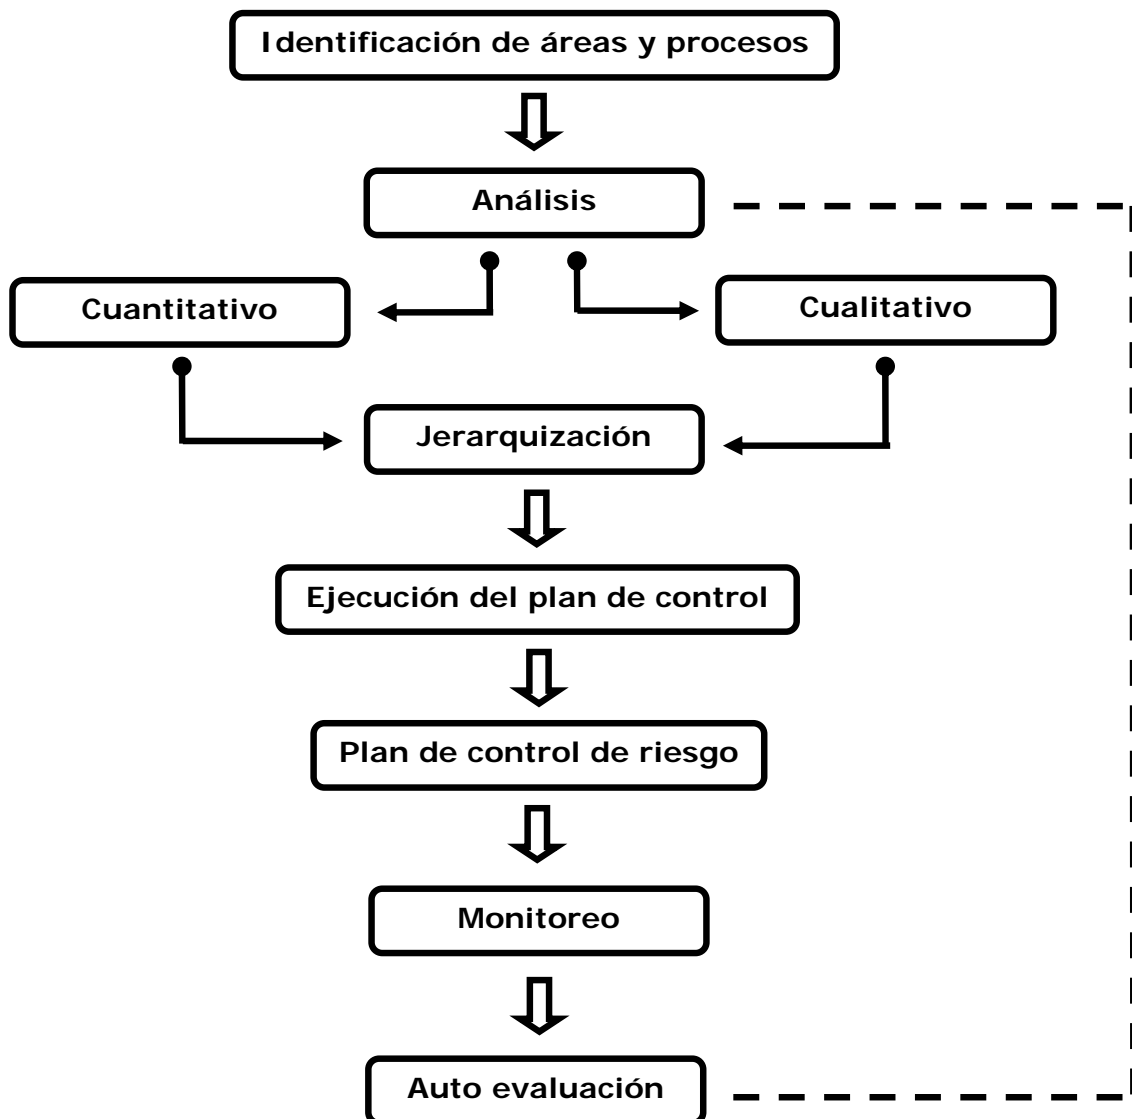 Identificación de áreas y procesos
Análisis
Cuantitativo
Cualitativo
Jerarquización
Ejecución del plan de control
Plan de control de riesgo
Monitoreo
Auto evaluación